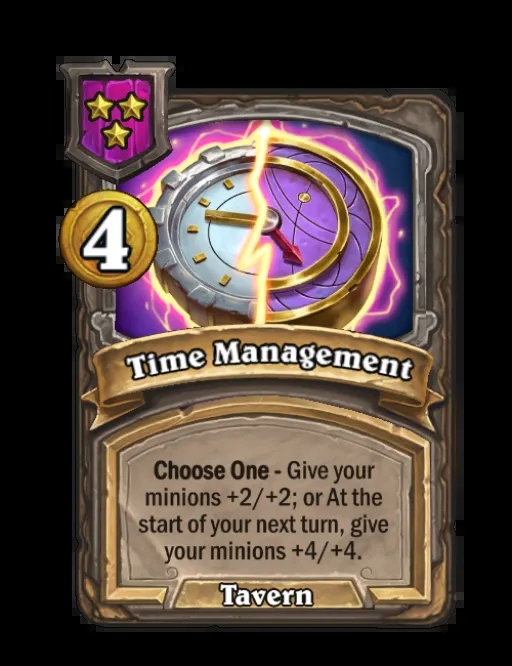 4
Time Management
Choose One - Give your
minions +2/+2; or At the
start of your next turn, give
your minions +4/+4.
Tavern